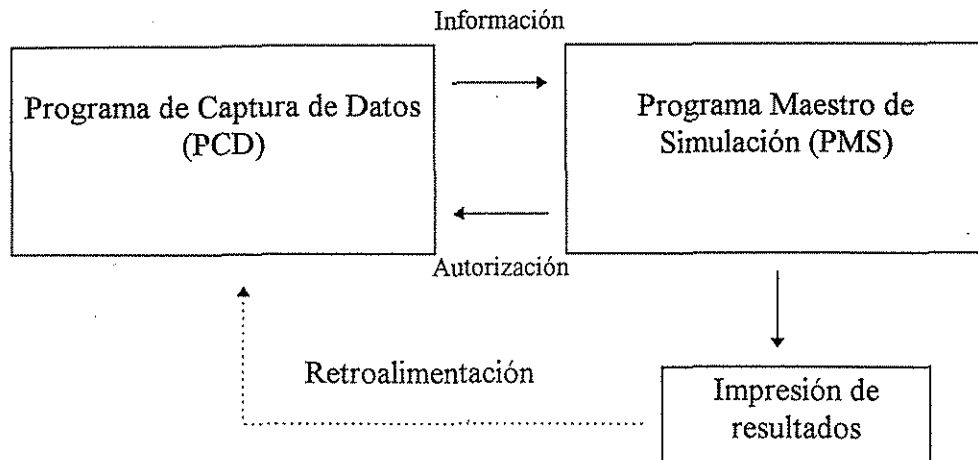 Información
Programa de Captura de Datos
(PCD)
Programa Maestro de
Simulación (PMS)
Autorización
Retroalimentación
Impresión de
resultados